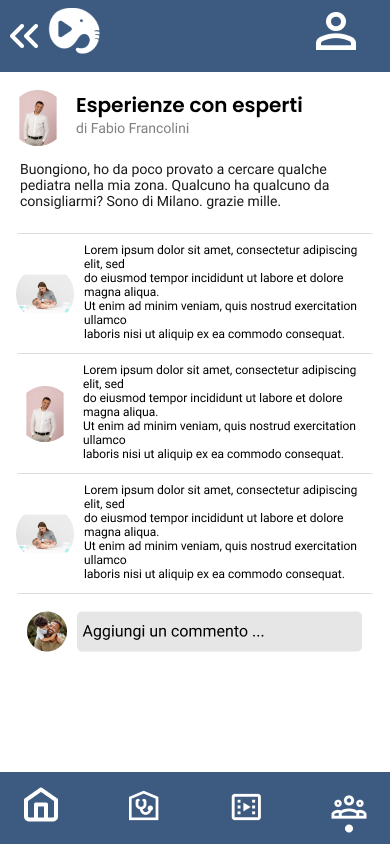 Esperienze con esperti
di Fabio Francolini
Buongiono, ho da poco provato a cercare qualche
pediatra nella mia zona. Qualcuno ha qualcuno da
consigliarmi? Sono di Milano. grazie mille.
Lorem ipsum dolor sit amet, consectetur adipiscing
elit, sed
do eiusmod tempor incididunt ut labore et dolore
magna aliqua.
Ut enim ad minim veniam, quis nostrud exercitation
ullamco
laboris nisi ut aliquip ex ea commodo consequat.
Lorem ipsum dolor sit amet, consectetur adipiscing
elit, sed
do eiusmod tempor incididunt ut labore et dolore
magna aliqua.
Ut enim ad minim veniam, quis nostrud exercitation
ullamco
laboris nisi ut aliquip ex ea commodo consequat.
Lorem ipsum dolor sit amet, consectetur adipiscing
elit, sed
do eiusmod tempor incididunt ut labore et dolore
magna aliqua.
Ut enim ad minim veniam, quis nostrud exercitation
ullamco
laboris nisi ut aliquip ex ea commodo consequat.
Aggiungi un commento ...